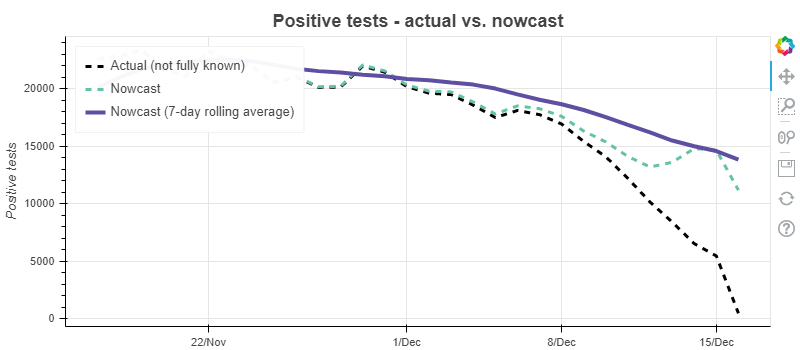 Positive tests - actual vs. nowcast
Actual (not fully known)
Nowcast
Nowcast (7-day rolling average)
Positive tests
20000
15000
10000
5000
0
22/Nov
1/Dec
8/Dec
15/Dec